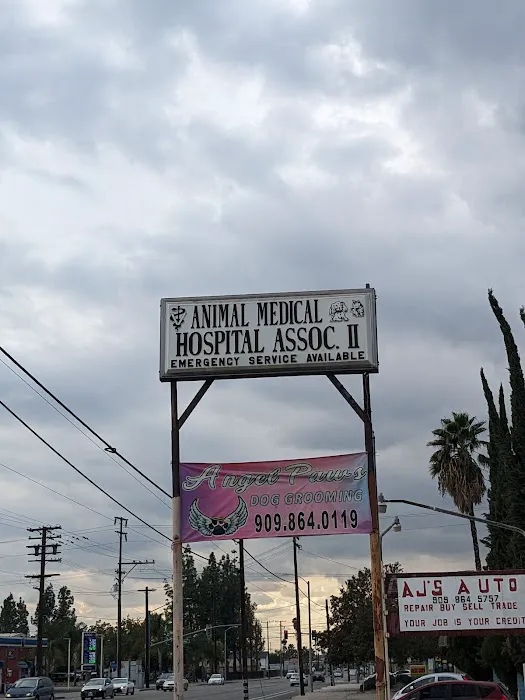 ANIMAL MEDICAL
HOSPITAL ASSOC. II
EMERGENCY SERVICE AVAILABLE
Angel Paws
DOG GROOMING
909.864.0119
AJ'S AUTO
909 864 5757
REPAIR BUY SELL TRADE
YOUR JOB IS YOUR CREDIT